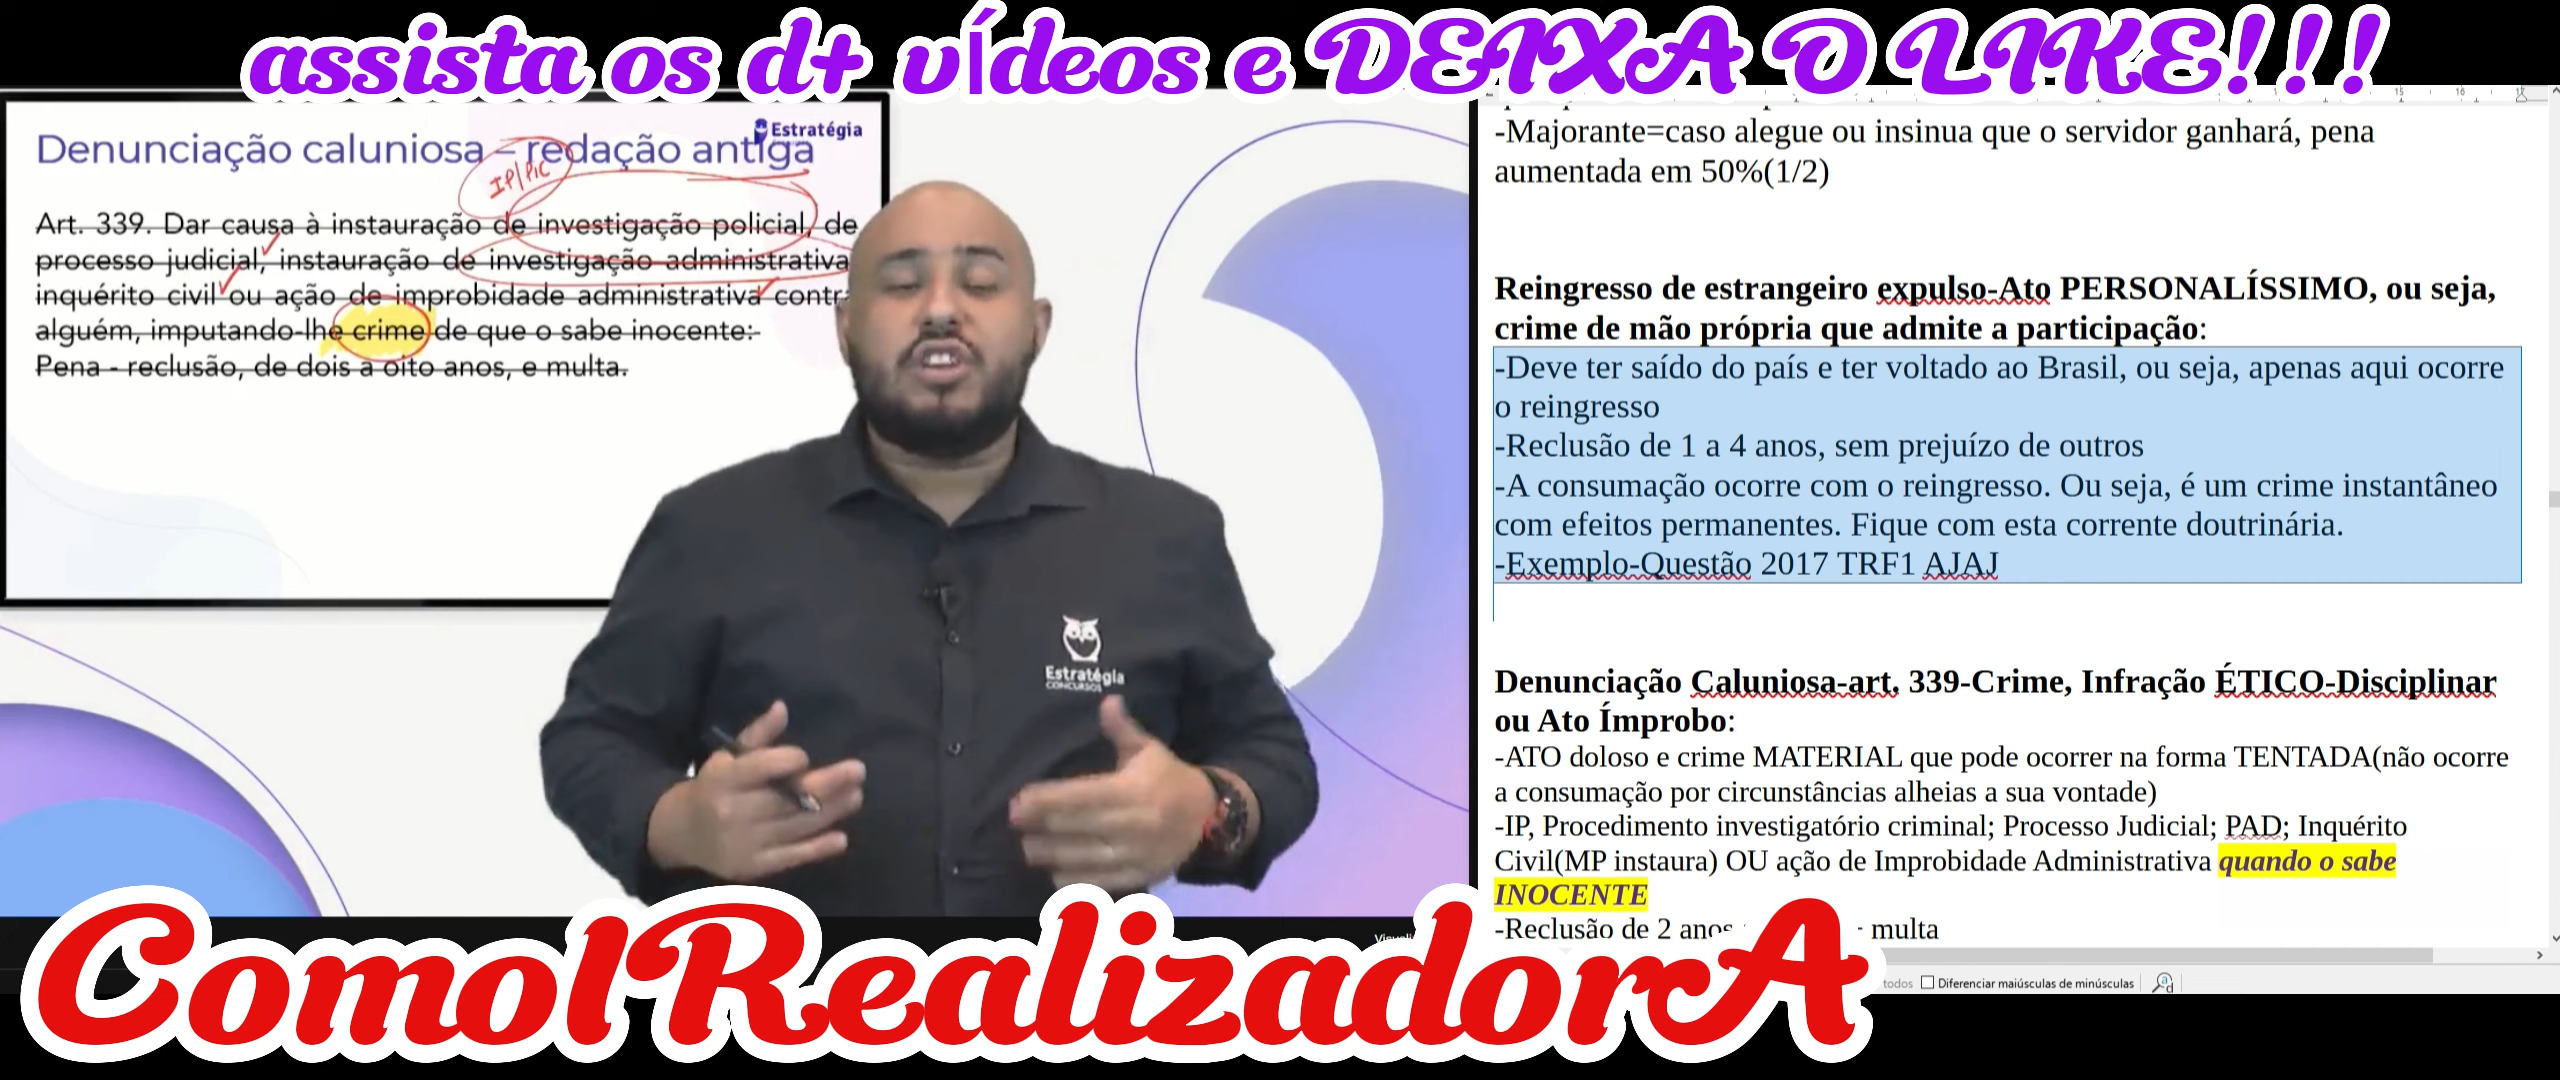 assista os d+ vÍdeos e DEIXA O LIKE!!!
Estratégia
Denunciação caluniosa – redação antiga
IP/PIC
Art. 339. Dar causa à instauração de investigação policial, de
processo judicial, instauração de investigação administrativa
inquérito civil ou ação de improbidade administrativa contra
alguém, imputando-lhe crime de que o sabe inocente:
Pena - reclusão, de dois a oito anos, e multa.
Estratégia
CONCURSOS
-Majorante=caso alegue ou insinua que o servidor ganhará, pena
aumentada em 50%(1/2)
Reingresso de estrangeiro expulso-Ato PERSONALÍSSIMO, ou seja,
crime de mão própria que admite a participação:
-Deve ter saído do país e ter voltado ao Brasil, ou seja, apenas aqui ocorre
o reingresso
-Reclusão de 1 a 4 anos, sem prejuízo de outros
-A consumação ocorre com o reingresso. Ou seja, é um crime instantâneo
com efeitos permanentes. Fique com esta corrente doutrinária.
-Exemplo-Questão 2017 TRF1 AJAJ
Denunciação Caluniosa-art. 339-Crime, Infração ÉTICO-Disciplinar
ou Ato Ímprobo:
-ATO doloso e crime MATERIAL que pode ocorrer na forma TENTADA(não ocorre
a consumação por circunstâncias alheias a sua vontade)
-IP, Procedimento investigatório criminal; Processo Judicial; PAD; Inquérito
Civil(MP instaura) OU ação de Improbidade Administrativa quando o sabe
INOCENTE
-Reclusão de 2 anos multa
todos Diferenciar maiúsculas de minúsculas
ComoIRealizadorA